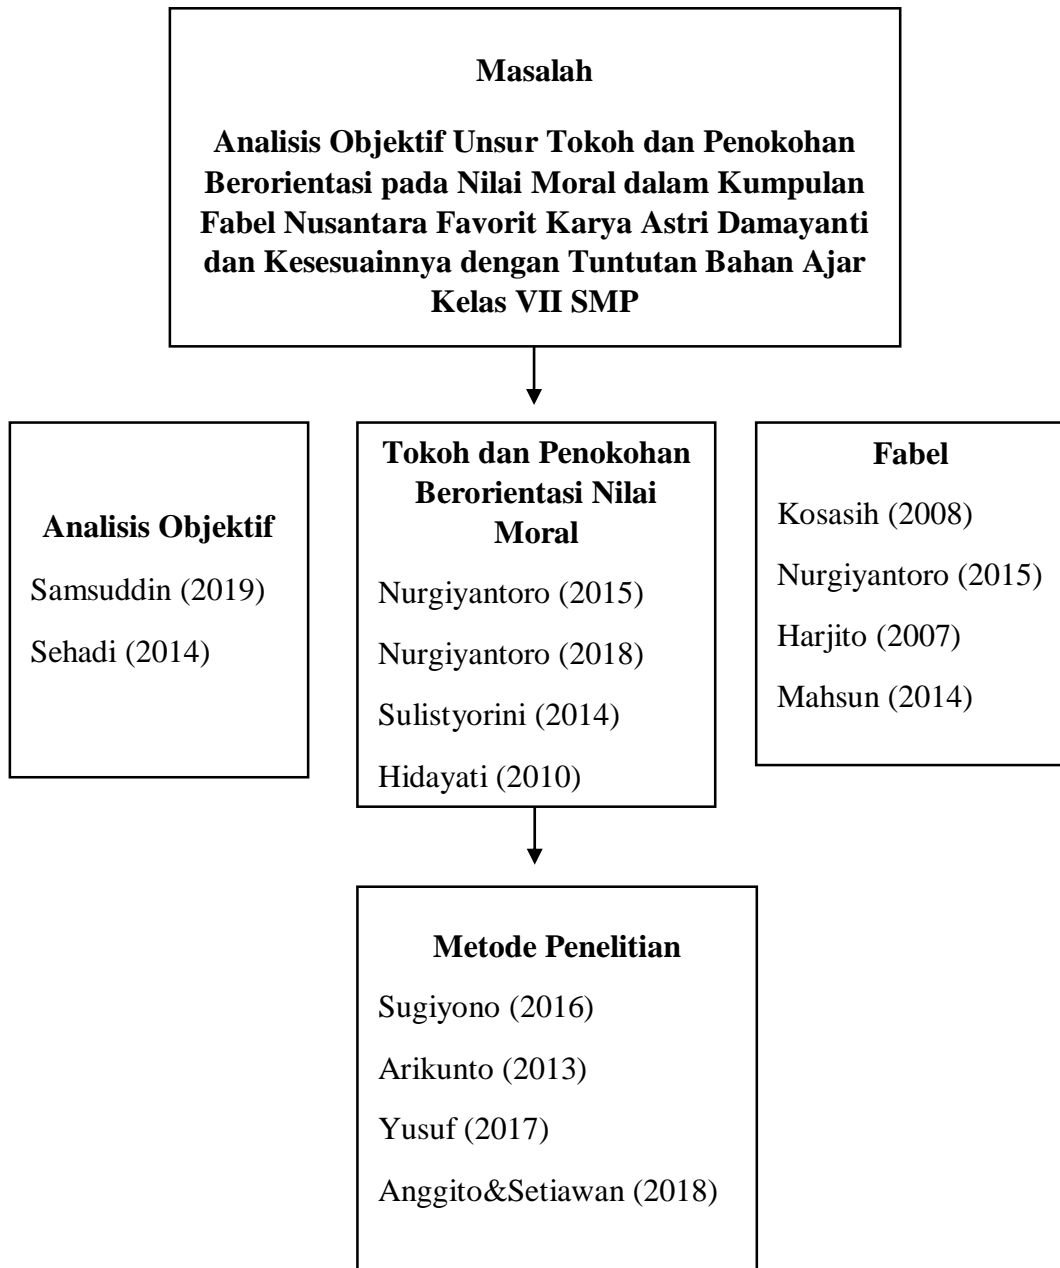 Masalah
Analisis Objektif Unsur Tokoh dan Penokohan
Berorientasi pada Nilai Moral dalam Kumpulan
Fabel Nusantara Favorit Karya Astri Damayanti
dan Kesesuainnya dengan Tuntutan Bahan Ajar
Kelas VII SMP
Analisis Objektif
Samsuddin (2019)
Sehadi (2014)
Tokoh dan Penokohan
Berorientasi Nilai
Moral
Nurgiyantoro (2015)
Nurgiyantoro (2018)
Sulistyorini (2014)
Hidayati (2010)
Fabel
Kosasih (2008)
Nurgiyantoro (2015)
Harjito (2007)
Mahsun (2014)
Metode Penelitian
Sugiyono (2016)
Arikunto (2013)
Yusuf (2017)
Anggito&Setiawan (2018)